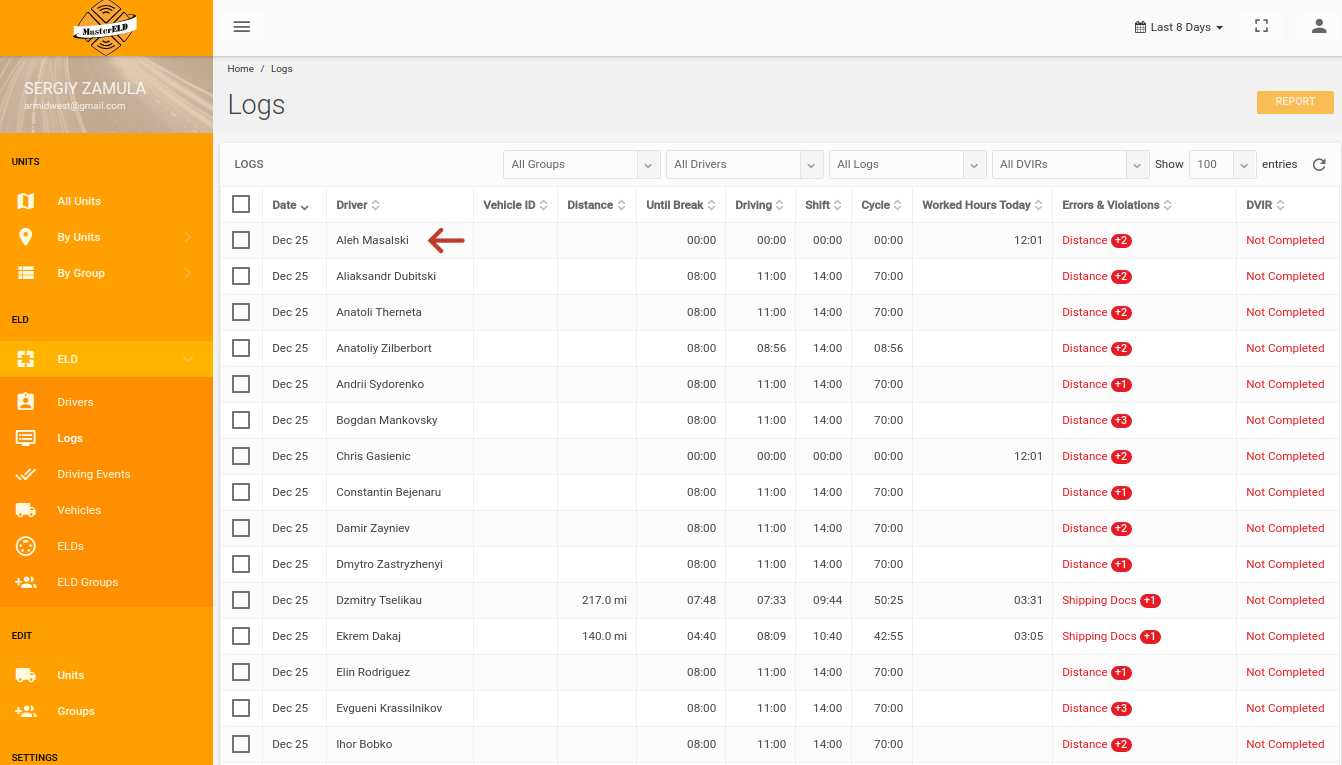 MasterELD
Last 8 Days
SERGIY ZAMULA
armidwest@gmail.com
Home / Logs
Logs
REPORT
UNITS
All Units
By Units
By Group
ELD
ELD
Drivers
Logs
Driving Events
Vehicles
ELDs
ELD Groups
EDIT
Units
Groups
SETTINGS
LOGS All Groups All Drivers All Logs All DVIRs Show 100 entries
Date Driver Vehicle ID Distance Until Break Driving Shift Cycle Worked Hours Today Errors & Violations DVIR
Dec 25 Aleh Masalski 00:00 00:00 00:00 00:00 12:01 Distance +2 Not Completed
Dec 25 Aliaksandr Dubitski 08:00 11:00 14:00 70:00 Distance +2 Not Completed
Dec 25 Anatoli Therneta 08:00 11:00 14:00 70:00 Distance +2 Not Completed
Dec 25 Anatoliy Zilberbort 08:00 08:56 14:00 08:56 Distance +2 Not Completed
Dec 25 Andrii Sydorenko 08:00 11:00 14:00 70:00 Distance +1 Not Completed
Dec 25 Bogdan Mankovsky 08:00 11:00 14:00 70:00 Distance +3 Not Completed
Dec 25 Chris Gasienic 00:00 00:00 00:00 00:00 12:01 Distance +2 Not Completed
Dec 25 Constantin Bejenaru 08:00 11:00 14:00 70:00 Distance +1 Not Completed
Dec 25 Damir Zayniev 08:00 11:00 14:00 70:00 Distance +2 Not Completed
Dec 25 Dmytro Zastryzhenyi 08:00 11:00 14:00 70:00 Distance +1 Not Completed
Dec 25 Dzmitry Tselikau 217.0 mi 07:48 07:33 09:44 50:25 03:31 Shipping Docs +1 Not Completed
Dec 25 Ekrem Dakaj 140.0 mi 04:40 08:09 10:40 42:55 03:05 Shipping Docs +1 Not Completed
Dec 25 Elin Rodriguez 08:00 11:00 14:00 70:00 Distance +1 Not Completed
Dec 25 Evgueni Krassilnikov 08:00 11:00 14:00 70:00 Distance +3 Not Completed
Dec 25 Ihor Bobko 08:00 11:00 14:00 70:00 Distance +2 Not Completed